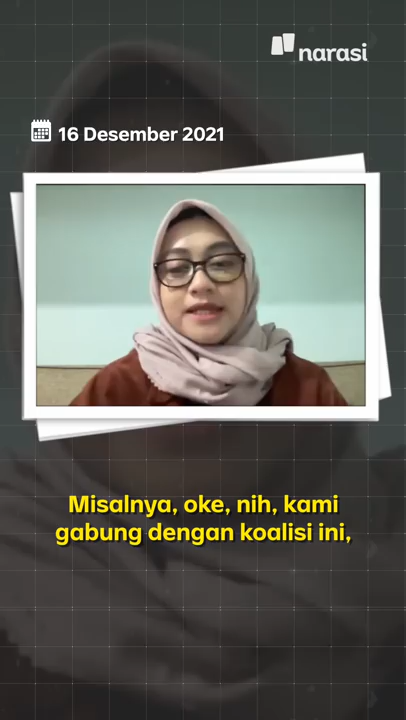 narasi
16 Desember 2021
Misalnya, oke, nih, kami
gabung dengan koalisi ini,